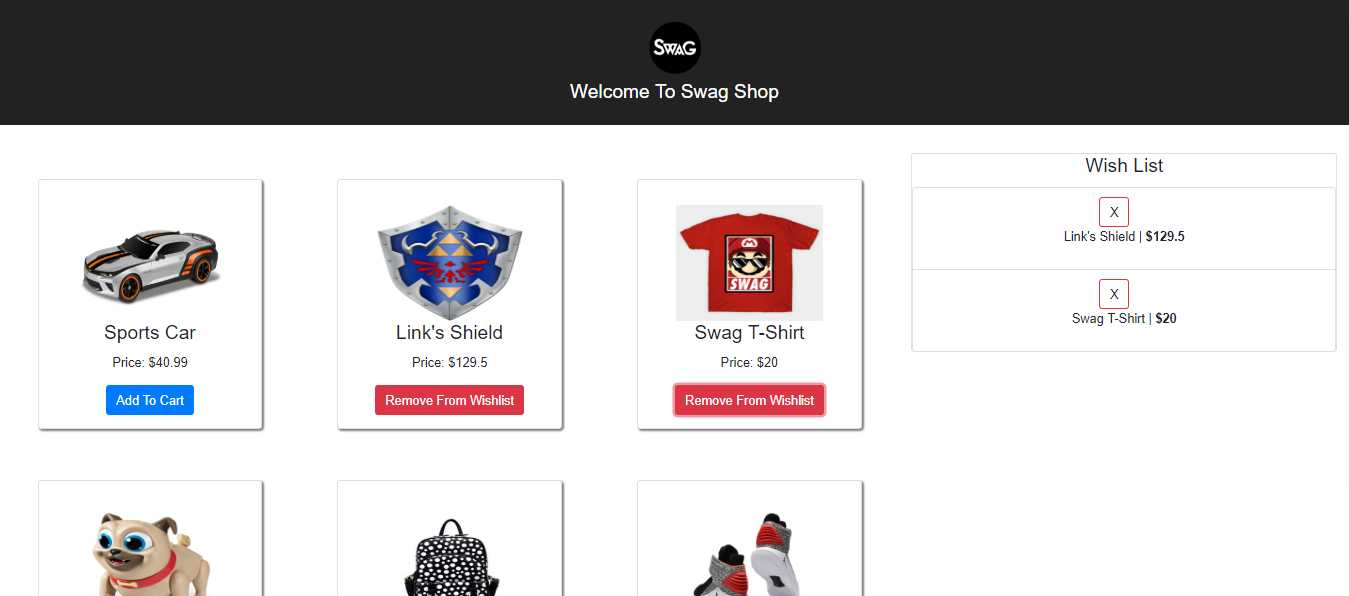 SWAG
Welcome To Swag Shop
Sports Car
Price: $40.99
Add To Cart
Link's Shield
Price: $129.5
Remove From Wishlist
M
SWAG
Swag T-Shirt
Price: $20
Remove From Wishlist
Wish List
X
Link's Shield | $129.5
X
Swag T-Shirt | $20